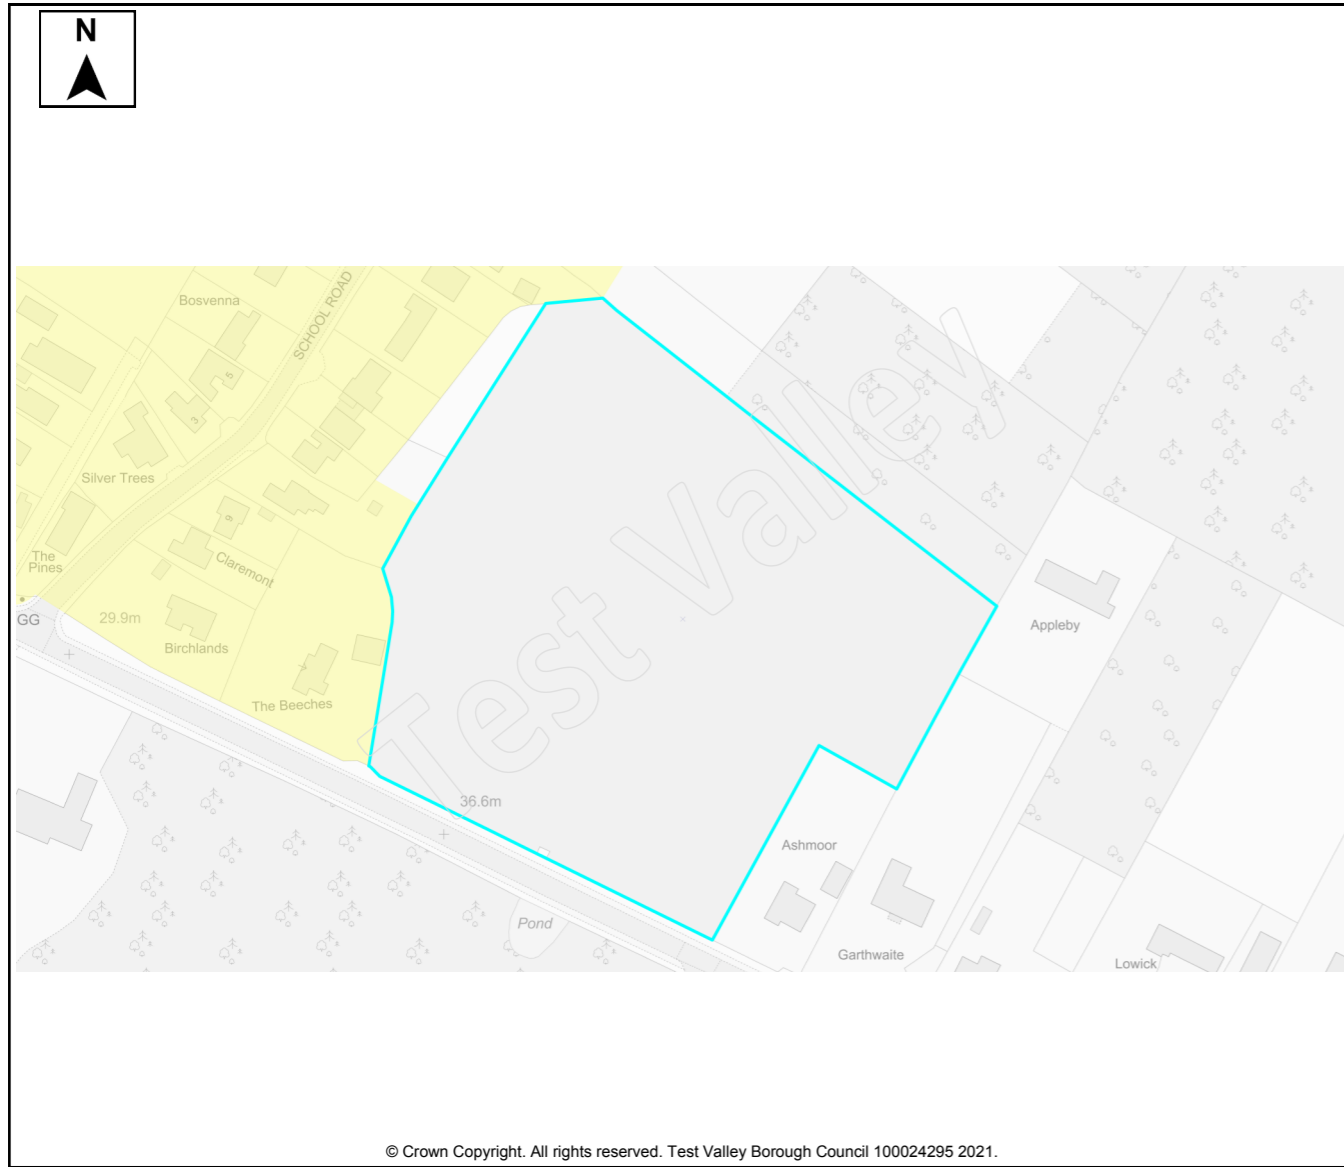 N
Bosvenna
SCHOOL ROAD
5
3
Silver Trees
9
Claremont
The
Pines
GG
29.9m
Birchlands
The Beeches
Test Valley
Appleby
36.6m
Ashmoor
Pond
Garthwaite
Lowick
© Crown Copyright. All rights reserved. Test Valley Borough Council 100024295 2021.